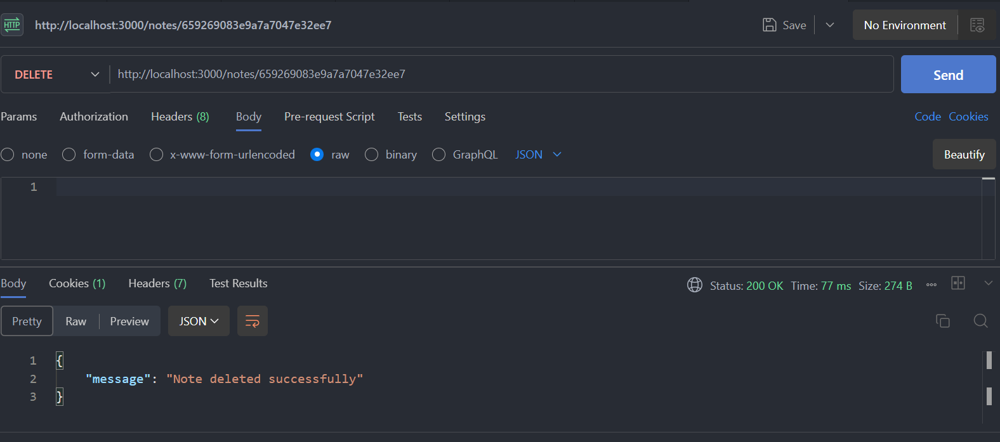 HTTP http://localhost:3000/notes/659269083e9a7a7047e32ee7 Save No Environment
DELETE http://localhost:3000/notes/659269083e9a7a7047e32ee7 Send
Params Authorization Headers (8) Body Pre-request Script Tests Settings Code Cookies
none form-data x-www-form-urlencoded raw binary GraphQL JSON Beautify
1
Body Cookies (1) Headers (7) Test Results Status: 200 OK Time: 77 ms Size: 274 B
Pretty Raw Preview JSON
1 {
2 "message": "Note deleted successfully"
3 }